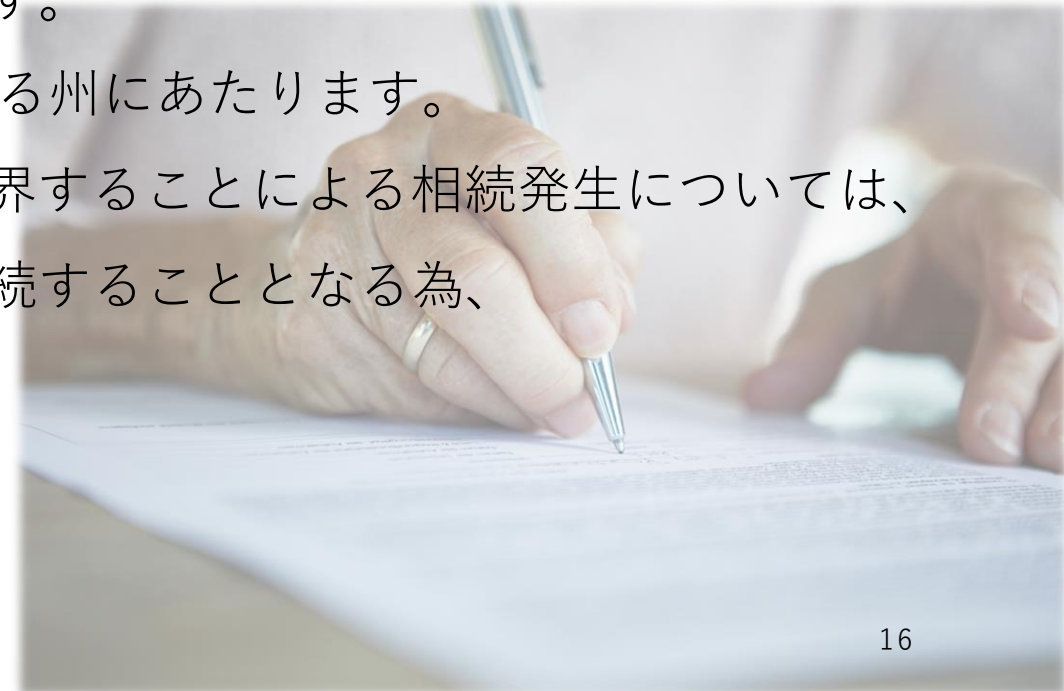 す。
る州にあたります。
界することによる相続発生については、
続することとなる為、
16